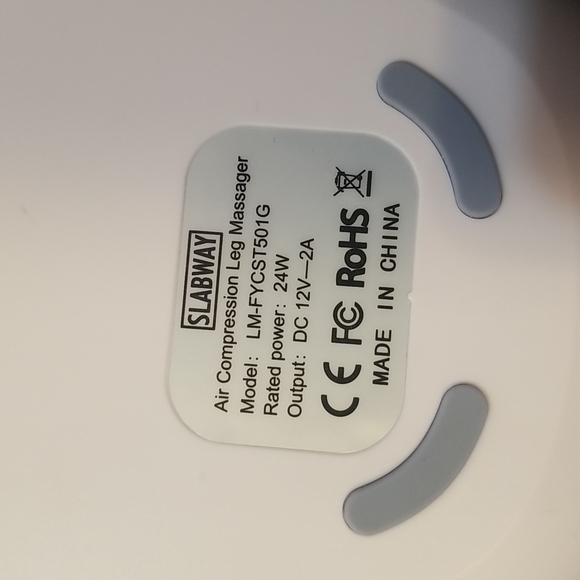 SLABWAY
Air Compression Leg Massager
Model: LM-FYCST501G
Rated power: 24W
Output: DC 12V—2A
CE FC RoHS
MADE IN CHINA